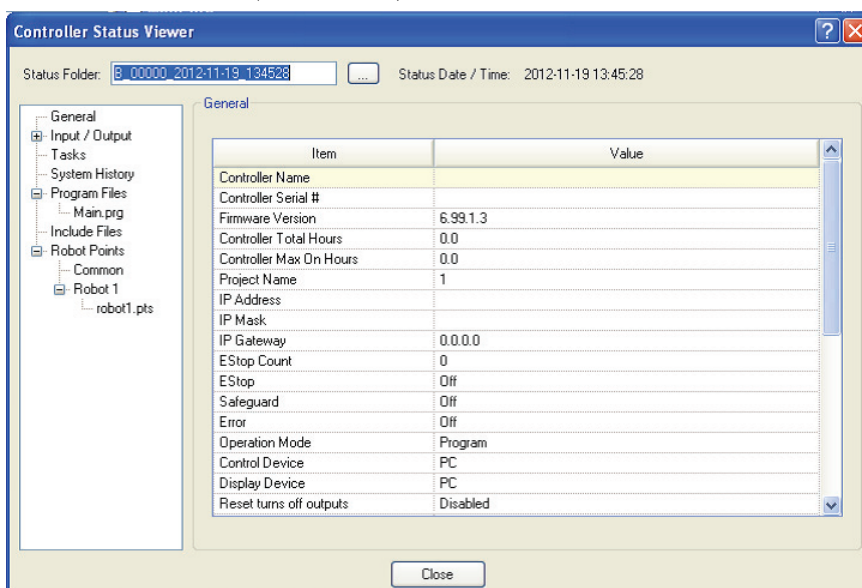 Controller Status Viewer
Status Folder: B_00000_2012-11-19_134528 ... Status Date / Time: 2012-11-19 13:45:28
General
Input / Output
Tasks
System History
Program Files
Main.prg
Include Files
Robot Points
Common
Robot 1
robot1.pts
General
Item Value
Controller Name
Controller Serial #
Firmware Version 6.99.1.3
Controller Total Hours 0.0
Controller Max On Hours 0.0
Project Name 1
IP Address
IP Mask
IP Gateway 0.0.0.0
EStop Count 0
EStop Off
Safeguard Off
Error Off
Operation Mode Program
Control Device PC
Display Device PC
Reset turns off outputs Disabled
Close